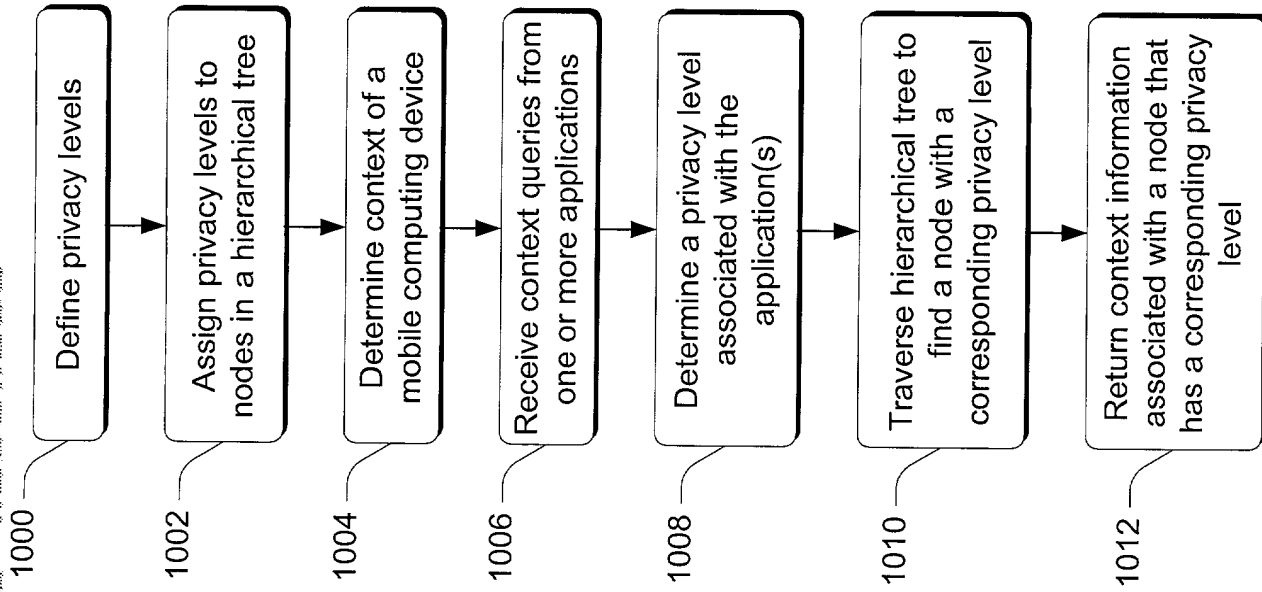 1000
Define privacy levels
1002
Assign privacy levels to
nodes in a hierarchical tree
1004
Determine context of a
mobile computing device
1006
Receive context queries from
one or more applications
1008
Determine a privacy level
associated with the
application(s)
1010
Traverse hierarchical tree to
find a node with a
corresponding privacy level
1012
Return context information
associated with a node that
has a corresponding privacy
level